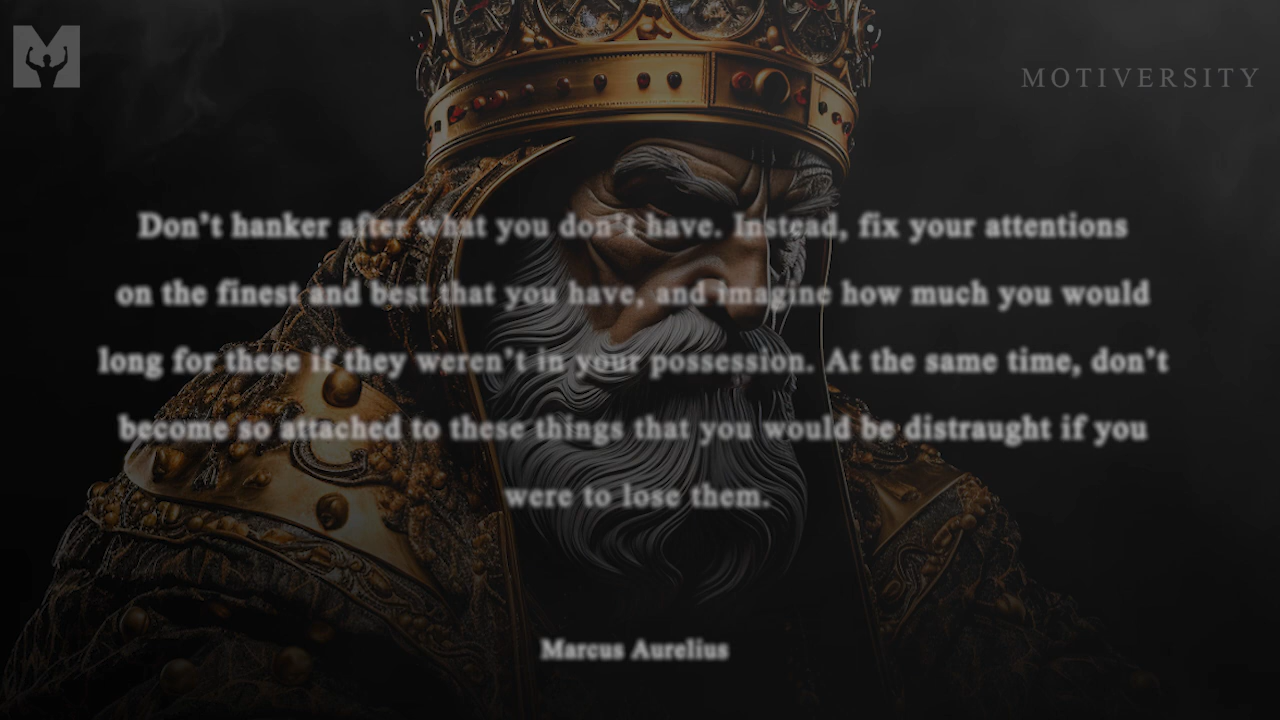 MOTIVERSITY
Don't hanker after what you don't have. Instead, fix your attentions
on the finest and best that you have, and imagine how much you would
long for these if they weren't in your possession. At the same time, don't
become so attached to these things that you would be distraught if you
were to lose them.
Marcus Aurelius